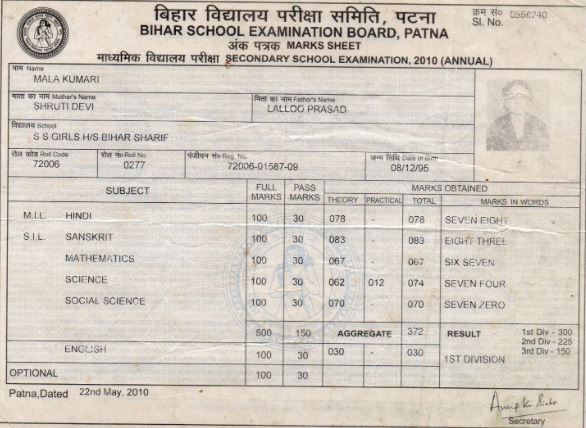 बिहार विद्यालय परीक्षा समिति, पटना
क्रम सं० 0556240
BIHAR SCHOOL EXAMINATION BOARD, PATNA
SI. No.
अंक पत्रक MARKS SHEET
माध्यमिक विद्यालय परीक्षा SECONDARY SCHOOL EXAMINATION, 2010 (ANNUAL)
नाम Name
MALA KUMARI
माता का नाम Mother's Name पिता का नाम Father's Name
SHRUTI DEVI LALLOO PRASAD
विद्यालय School
S S GIRLS H/S BIHAR SHARIF
रोल कोड Roll Code रोल नं० Roll No. पंजीयन सं० Reg. No. जन्म तिथि Date of Birth
72006 0277 72006-01587-09 08/12/95
SUBJECT FULL MARKS PASS MARKS MARKS OBTAINED
THEORY PRACTICAL TOTAL MARKS IN WORDS
M.I.L. HINDI 100 30 078 - 078 SEVEN EIGHT
S.I.L. SANSKRIT 100 30 083 - 083 EIGHT THREE
MATHEMATICS 100 30 067 - 067 SIX SEVEN
SCIENCE 100 30 062 012 074 SEVEN FOUR
SOCIAL SCIENCE 100 30 070 - 070 SEVEN ZERO
500 150 AGGREGATE 372 RESULT 1st Div - 300
2nd Div - 225
3rd Div - 150
ENGLISH 100 30 030 - 030 1ST DIVISION
OPTIONAL 100 30
Patna,Dated 22nd May, 2010
Secretary